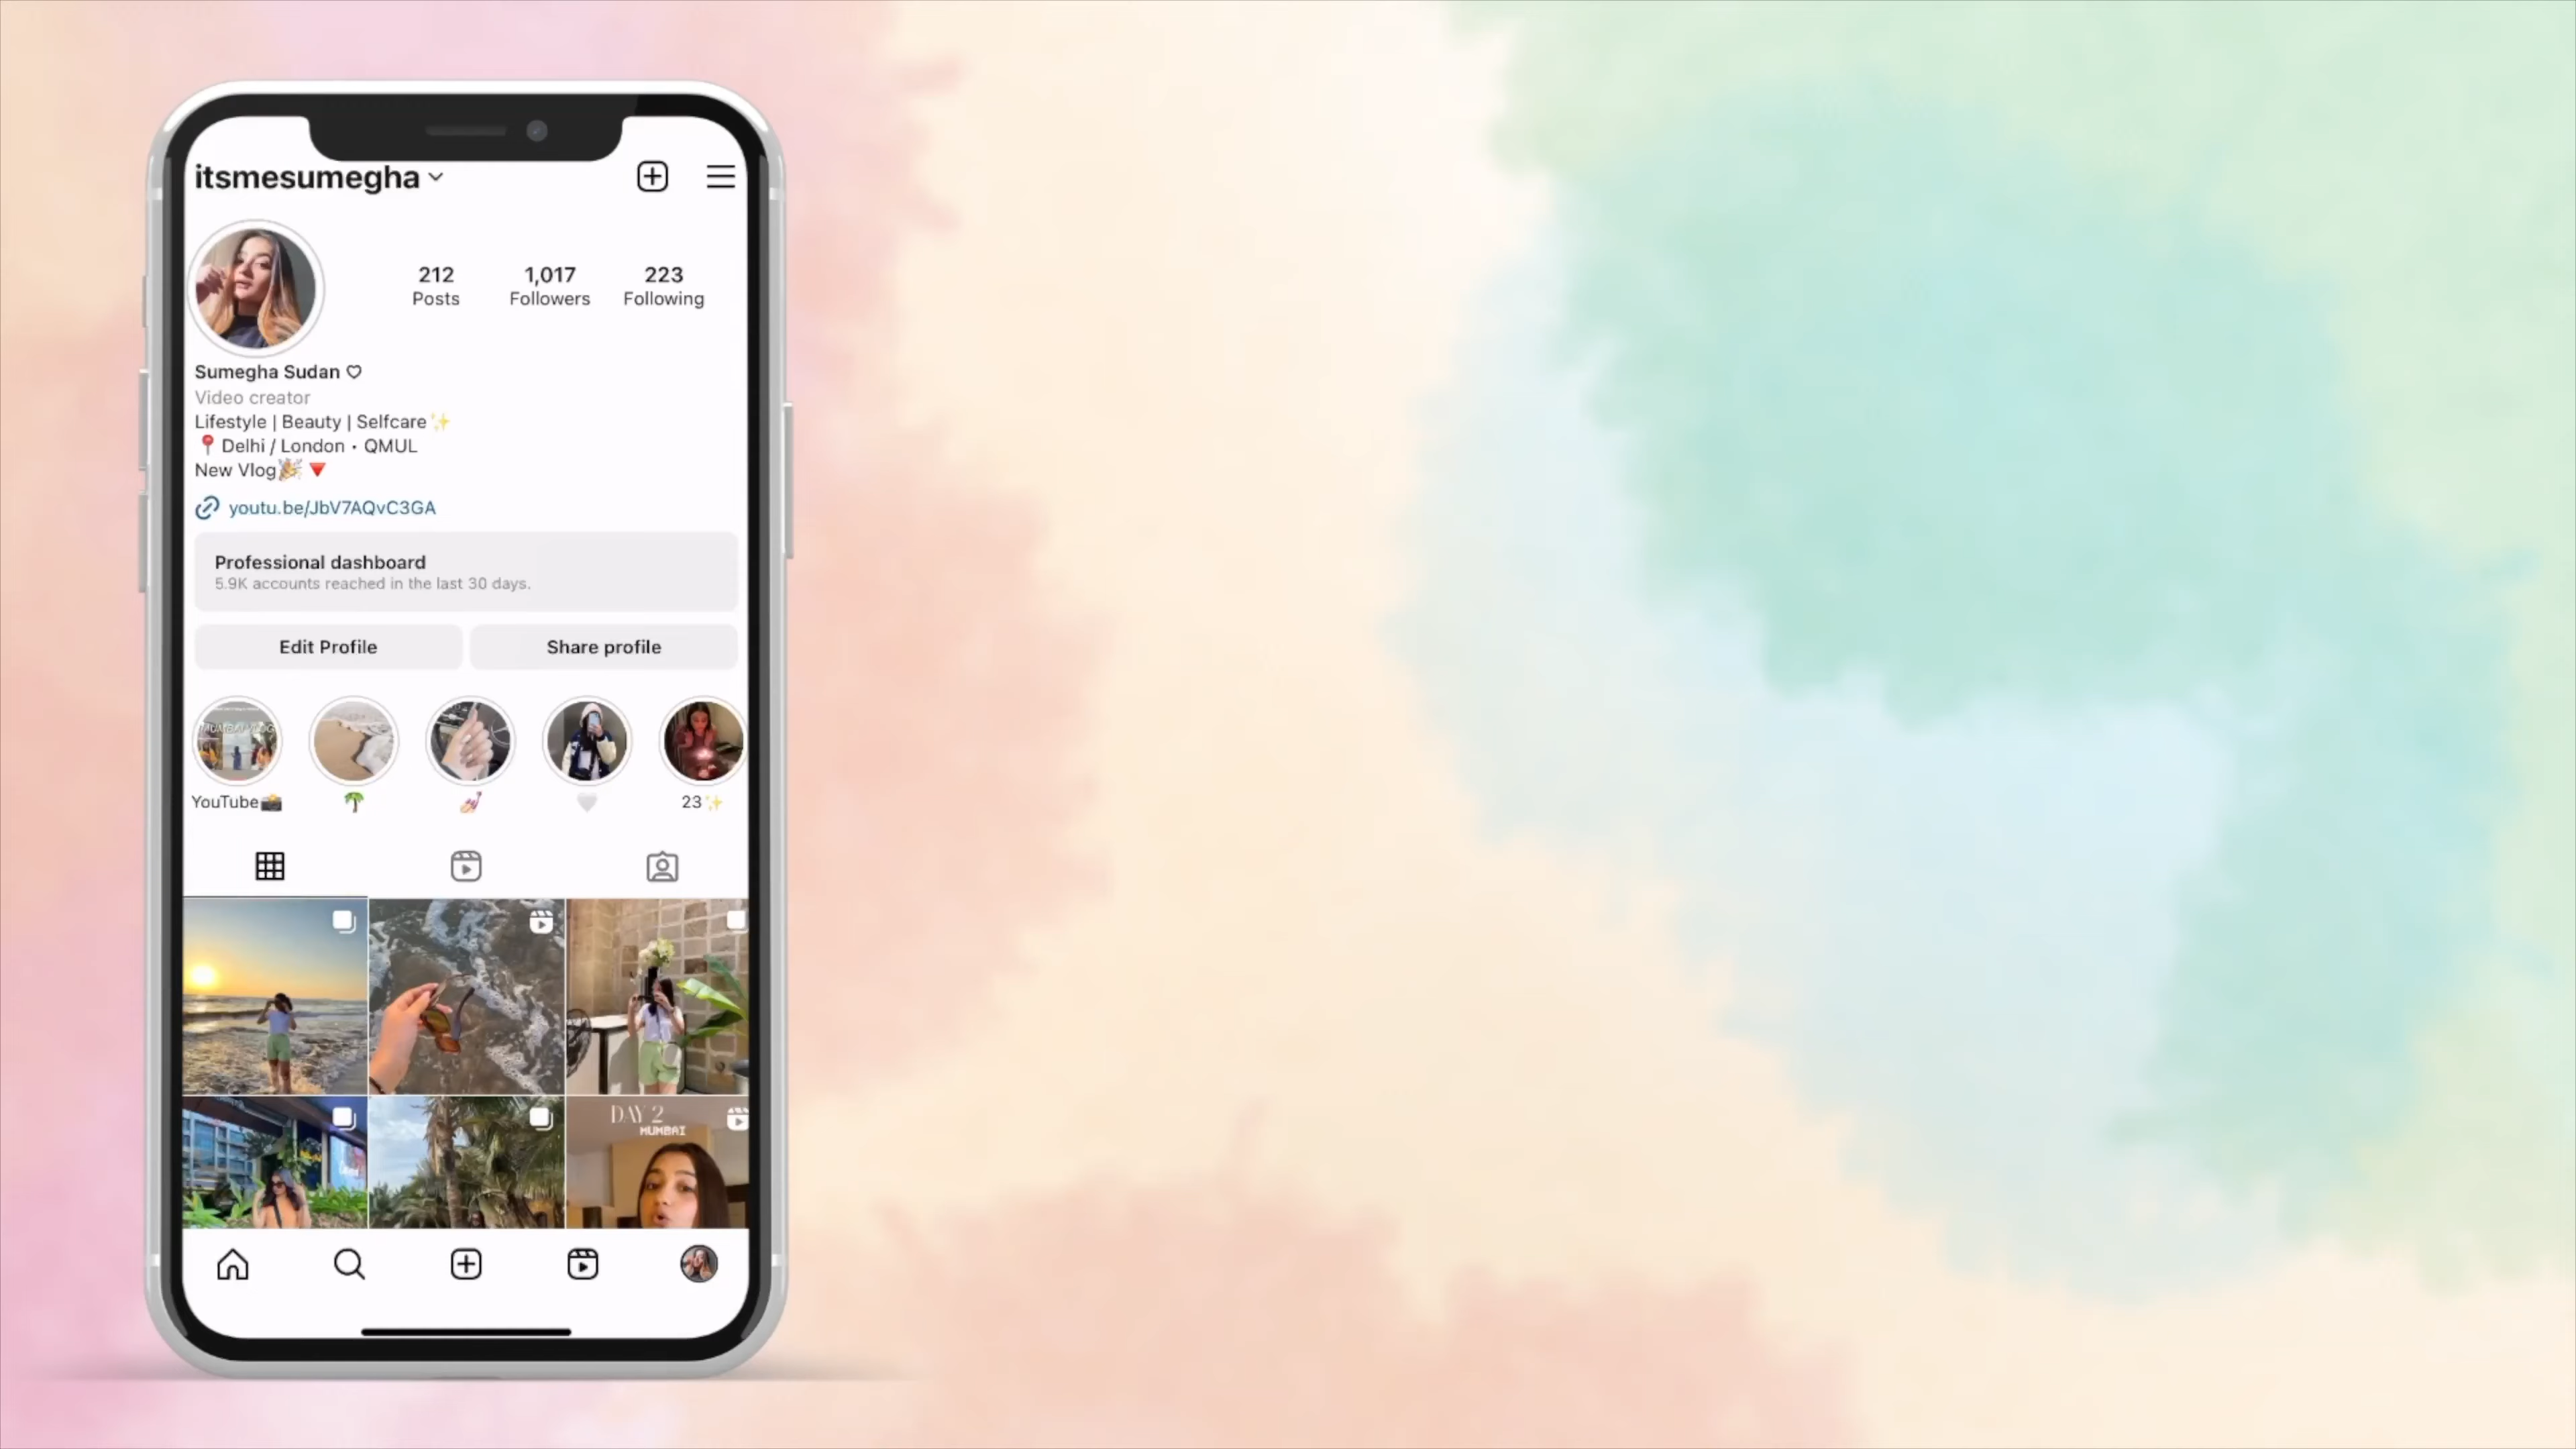 itsmesumegha
212 1,017 223
Posts Followers Following
Sumegha Sudan ♡
Video creator
Lifestyle | Beauty | Selfcare✨
📍Delhi / London • QMUL
New Vlog🎉🔻
youtu.be/JbV7AQvC3GA
Professional dashboard
5.9K accounts reached in the last 30 days.
Edit Profile Share profile
MUMBAI VLOG
YouTube📸 🌴 💅 🤍 23✨
DAY 2
MUMBAI